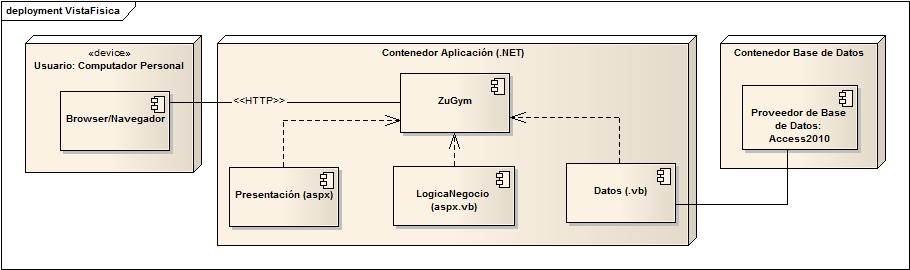 deployment VistaFisica
«device»
Usuario: Computador Personal
Browser/Navegador
<<HTTP>>
Contenedor Aplicación (.NET)
ZuGym
Presentación (aspx)
LogicaNegocio
(aspx.vb)
Datos (.vb)
Contenedor Base de Datos
Proveedor de Base
de Datos:
Access2010